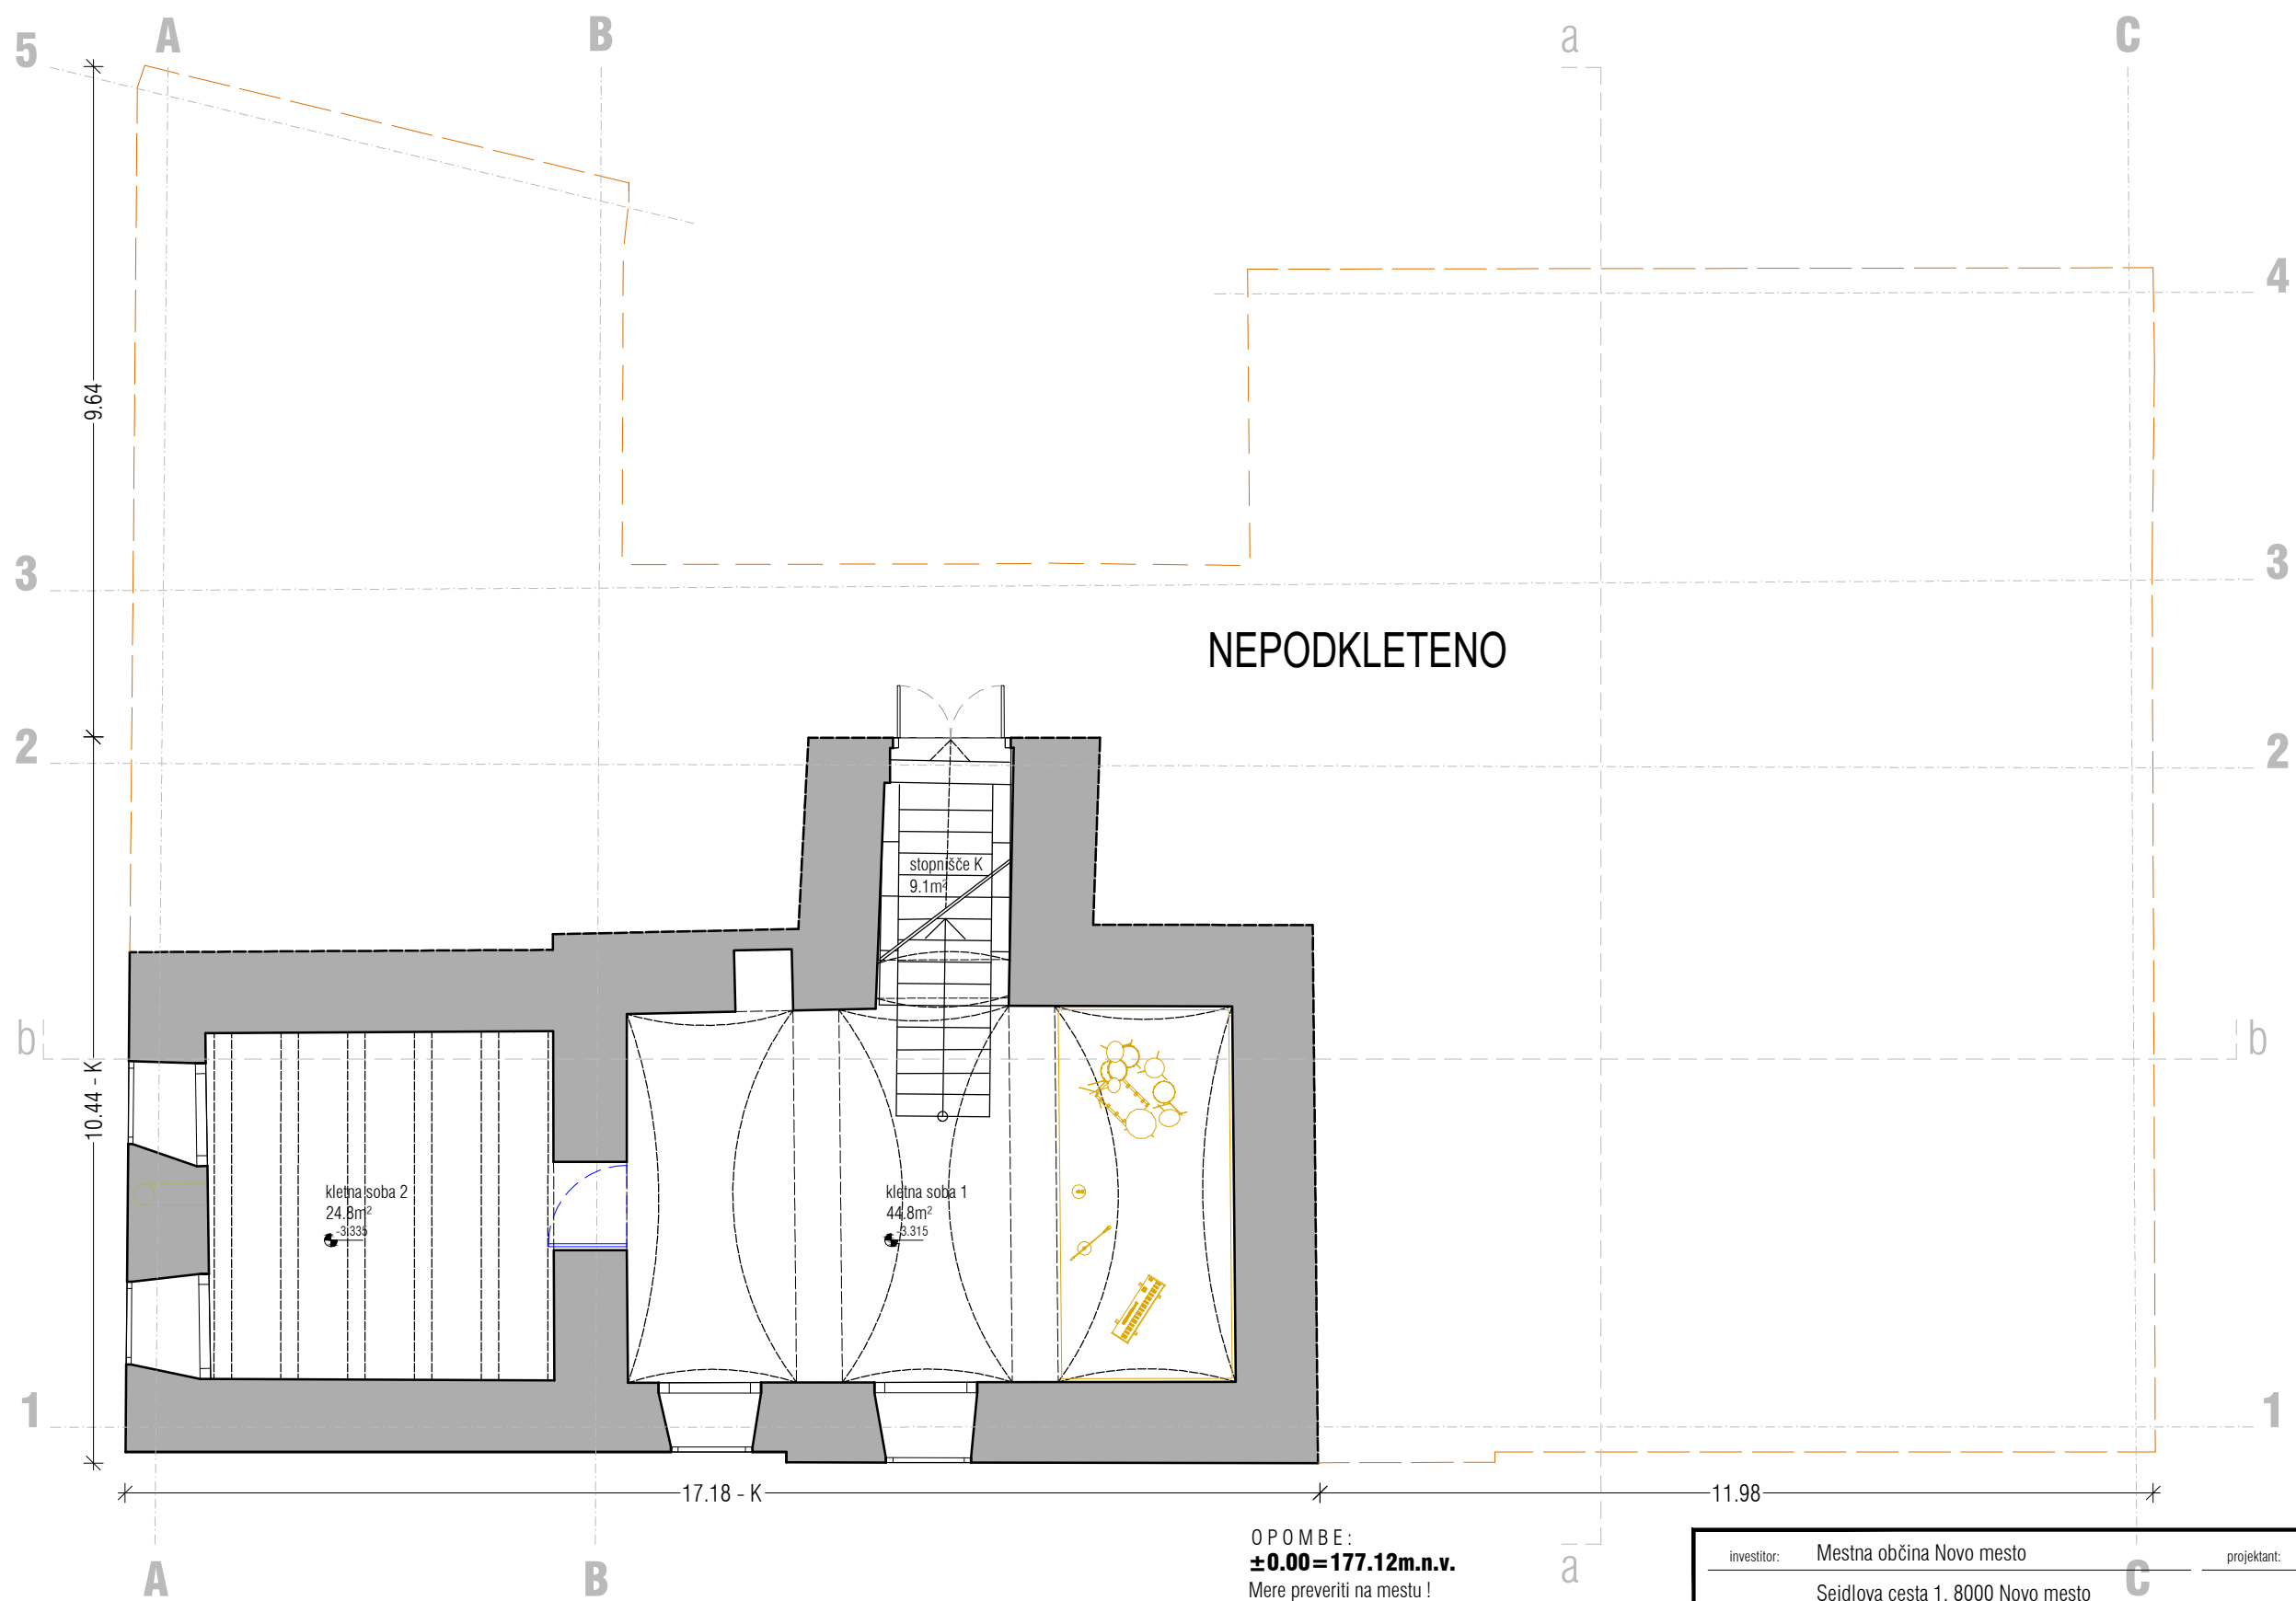 A
B
a
C
5
4
9.64
3
3
NEPODKLETENO
2
2
stopnišče K
9.1m²
b
b
10.44 - K
kletna soba 2
24.8m²
-3.335
kletna soba 1
44.8m²
-3.315
1
1
17.18 - K
11.98
OPOMBE:
±0.00=177.12m.n.v.
Mere preveriti na mestu !
A
B
a
C
investitor: Mestna občina Novo mesto
projektant:
Seidlova cesta 1, 8000 Novo mesto